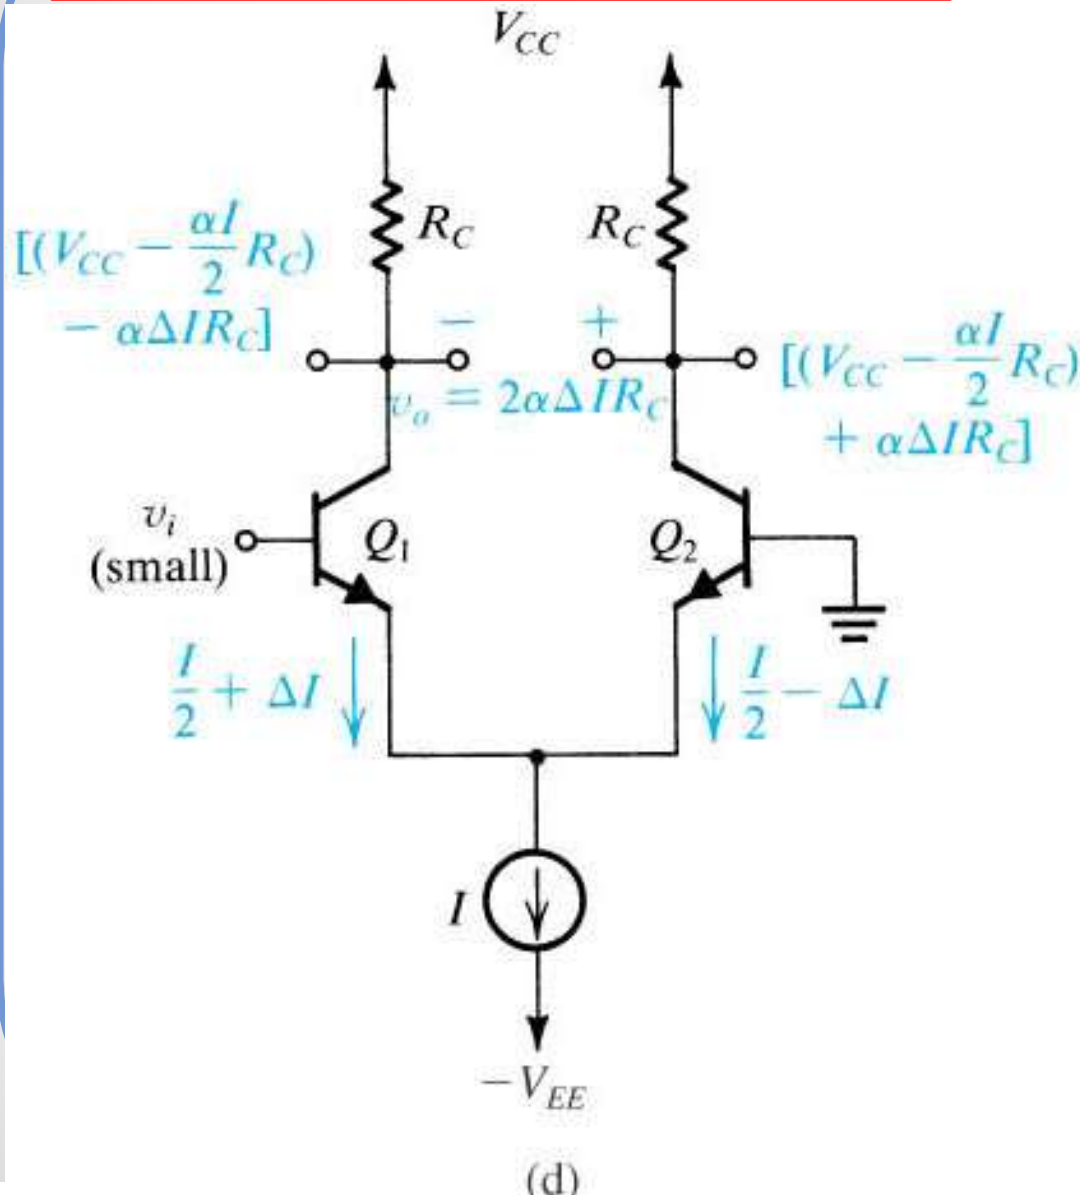 V_CC
R_C
R_C
[(V_CC − αI/2 R_C)
− αΔIR_C]
−
+
[(V_CC − αI/2 R_C)
+ αΔIR_C]
v_o = 2αΔIR_C
v_i
(small)
Q_1
Q_2
I/2 + ΔI
I/2 − ΔI
I
−V_EE
(d)